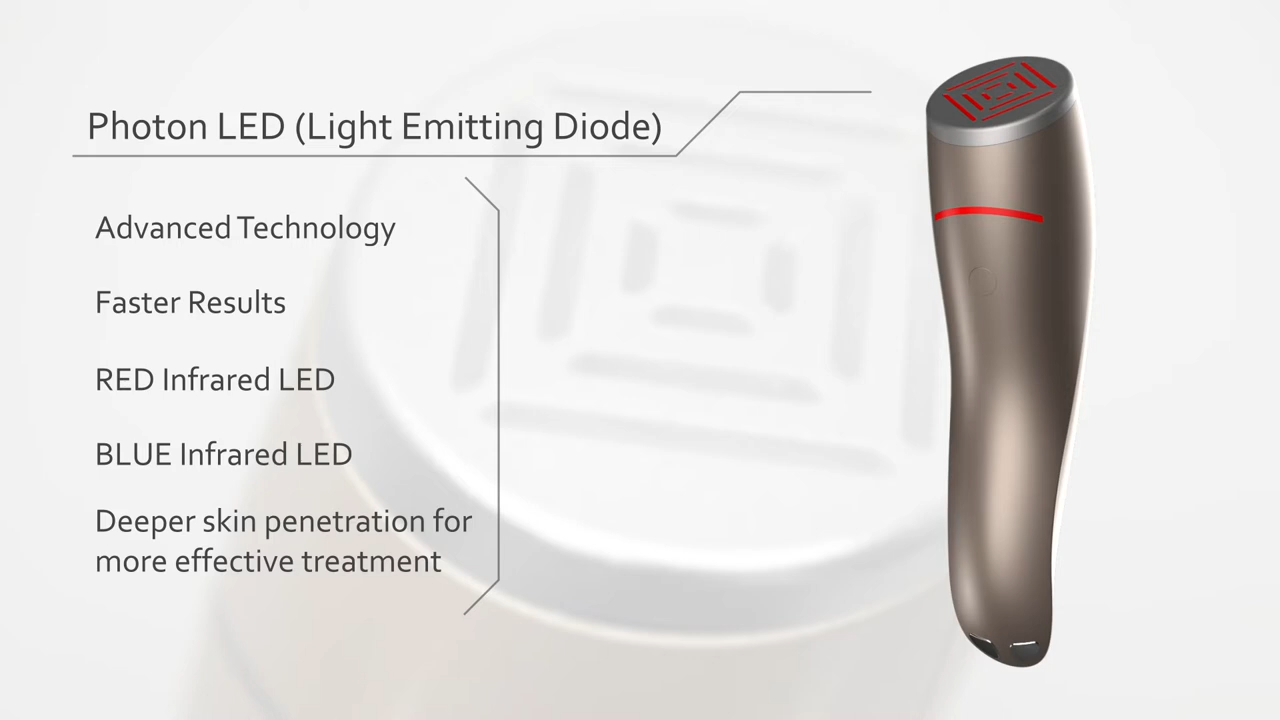 Photon LED (Light Emitting Diode)
Advanced Technology
Faster Results
RED Infrared LED
BLUE Infrared LED
Deeper skin penetration for
more effective treatment